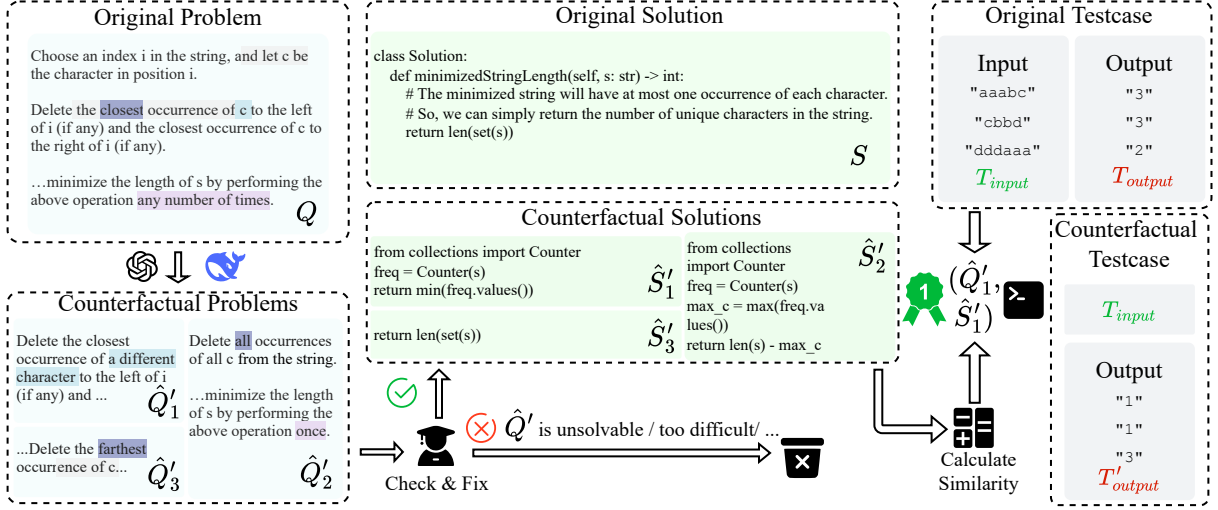 Original Problem
Choose an index i in the string, and let c be
the character in position i.
Delete the closest occurrence of c to the left
of i (if any) and the closest occurrence of c to
the right of i (if any).
…minimize the length of s by performing the
above operation any number of times.
Q
Counterfactual Problems
Delete the closest
occurrence of a different
character to the left of i
(if any) and ...
Q̂′₁
...Delete the farthest
occurrence of c...
Q̂′₃
Delete all occurrences
of all c from the string.
…minimize the length
of s by performing the
above operation once.
Q̂′₂
Original Solution
class Solution:
def minimizedStringLength(self, s: str) -> int:
# The minimized string will have at most one occurrence of each character.
# So, we can simply return the number of unique characters in the string.
return len(set(s))
S
Counterfactual Solutions
from collections import Counter
freq = Counter(s)
return min(freq.values())
Ŝ′₁
return len(set(s))
Ŝ′₃
from collections
import Counter
freq = Counter(s)
max_c = max(freq.va
lues())
return len(s) - max_c
Ŝ′₂
Check & Fix
Q̂′ is unsolvable / too difficult/ ...
Calculate
Similarity
1
(Q̂′₁,
Ŝ′₁)
Original Testcase
Input
"aaabc"
"cbbd"
"dddaaa"
T_input
Output
"3"
"3"
"2"
T_output
Counterfactual
Testcase
T_input
Output
"1"
"1"
"3"
T′_output